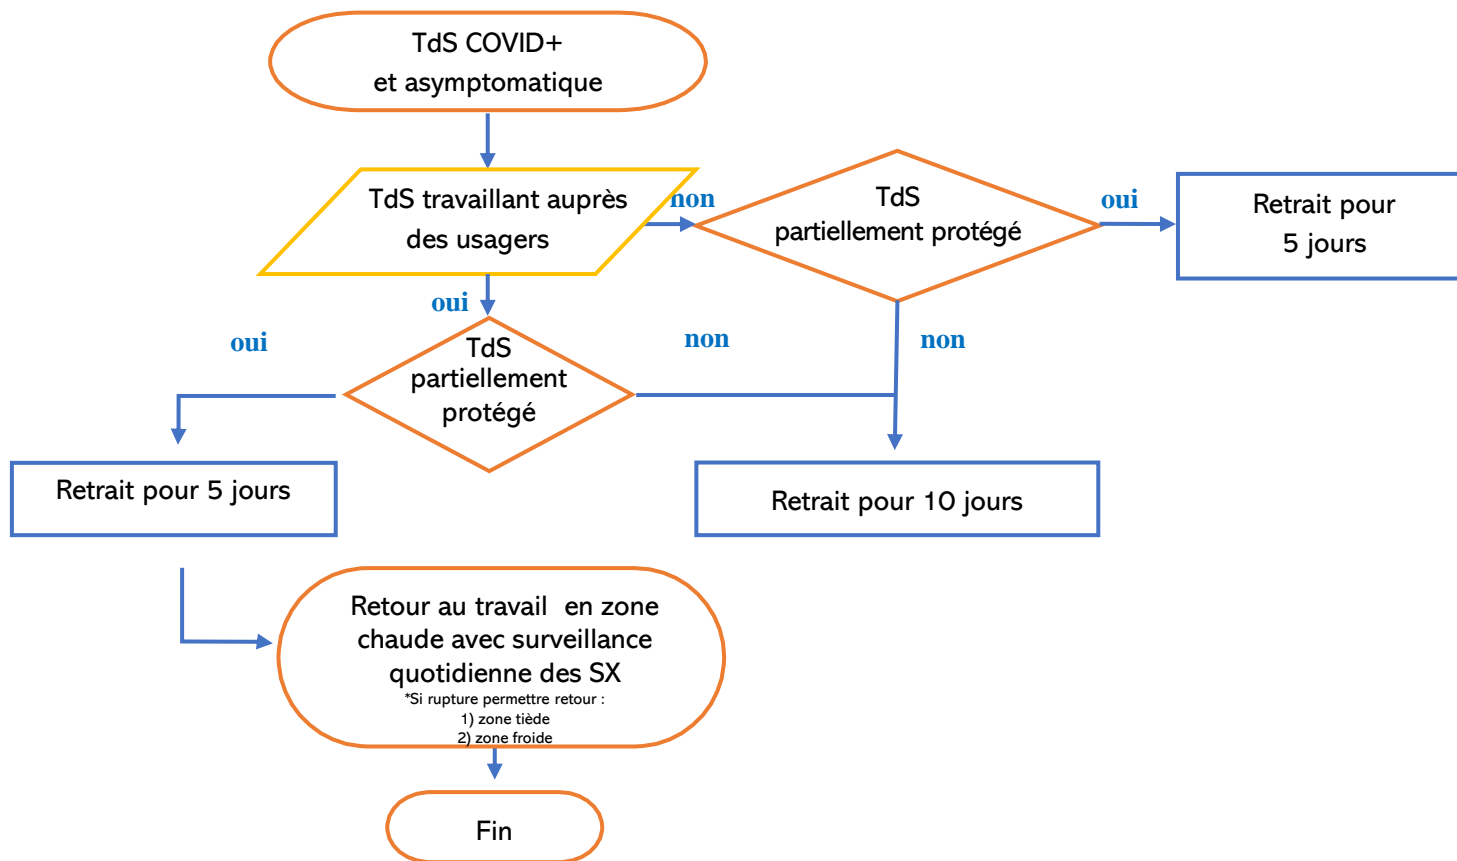 TdS COVID+
et asymptomatique
TdS travaillant auprès
des usagers
non
TdS
partiellement protégé
oui
Retrait pour
5 jours
oui
oui
TdS
partiellement
protégé
non
non
Retrait pour 5 jours
Retrait pour 10 jours
Retour au travail en zone
chaude avec surveillance
quotidienne des SX
*Si rupture permettre retour :
1) zone tiède
2) zone froide
Fin